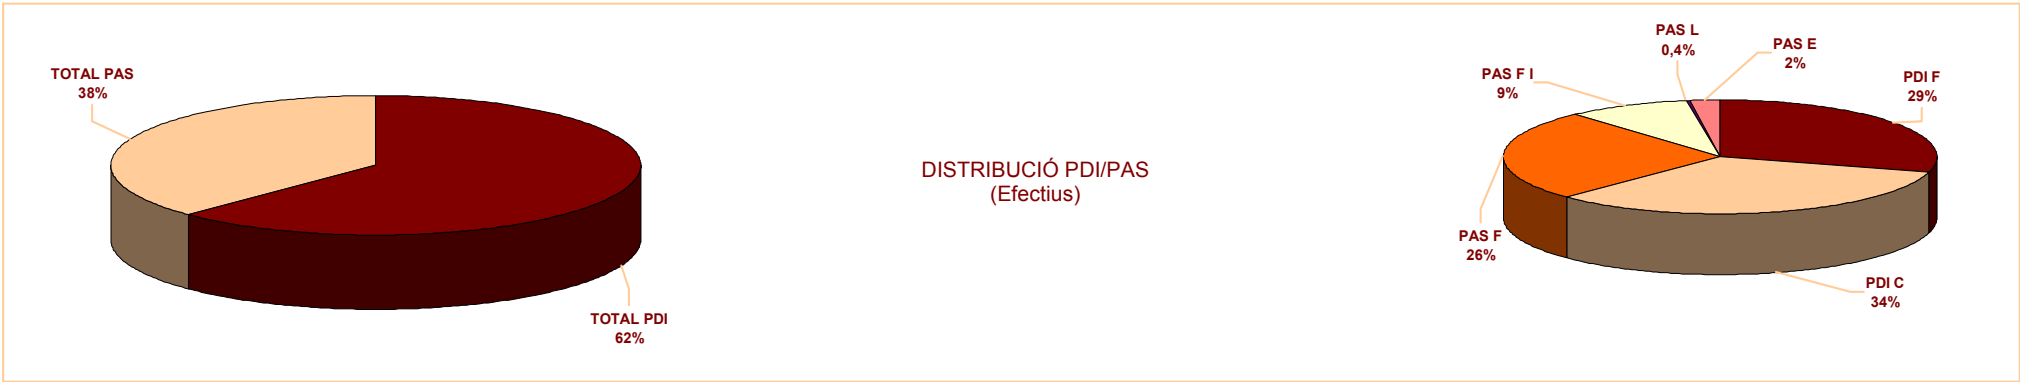 TOTAL PAS
38%
TOTAL PDI
62%
DISTRIBUCIÓ PDI/PAS
(Efectius)
PAS L
0,4%
PAS E
2%
PAS F I
9%
PDI F
29%
PAS F
26%
PDI C
34%